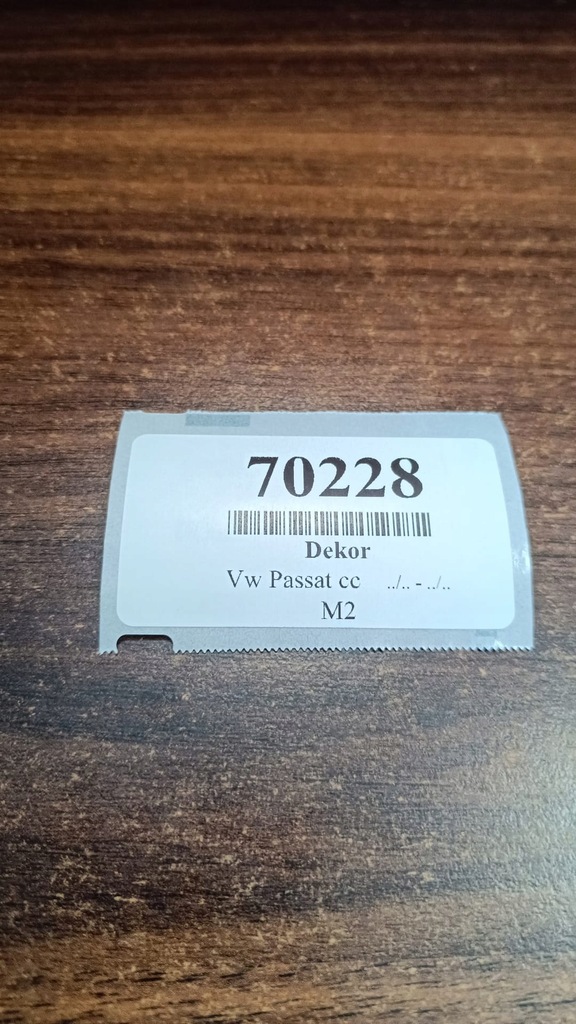 70228
Dekor
Vw Passat cc ../.. - ../..
M2